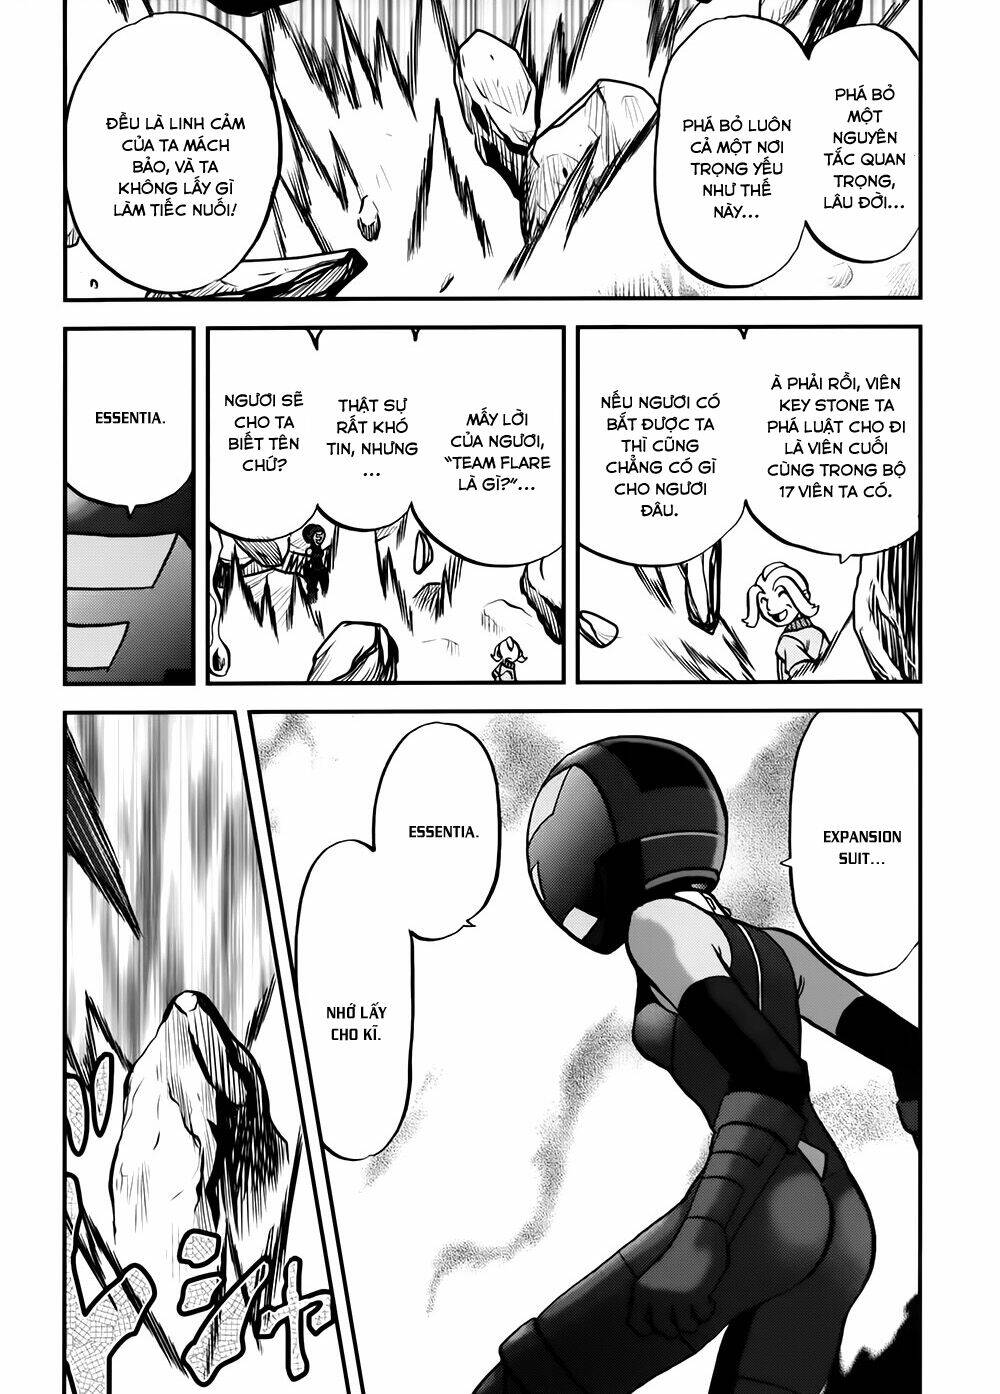 PHÁ BỎ
MỘT
NGUYÊN
TẮC QUAN
TRỌNG,
LÂU ĐỜI...
PHÁ BỎ LUÔN
CẢ MỘT NƠI
TRỌNG YẾU
NHƯ THẾ
NÀY...
ĐỀU LÀ LINH CẢM
CỦA TA MÁCH
BẢO, VÀ TA
KHÔNG LẤY GÌ
LÀM TIẾC NUỐI!
À PHẢI RỒI, VIÊN
KEY STONE TA
PHÁ LUẬT CHO ĐI
LÀ VIÊN CUỐI
CÙNG TRONG BỘ
17 VIÊN TA CÓ.
NẾU NGƯƠI CÓ
BẮT ĐƯỢC TA
THÌ CŨNG
CHẲNG CÓ GÌ
CHO NGƯƠI
ĐÂU.
MẤY LỜI
CỦA NGƯƠI,
“TEAM FLARE
LÀ GÌ?”...
THẬT SỰ
RẤT KHÓ
TIN, NHƯNG
...
NGƯƠI SẼ
CHO TA
BIẾT TÊN
CHỨ?
ESSENTIA.
EXPANSION
SUIT...
ESSENTIA.
NHỚ LẤY
CHO KĨ.